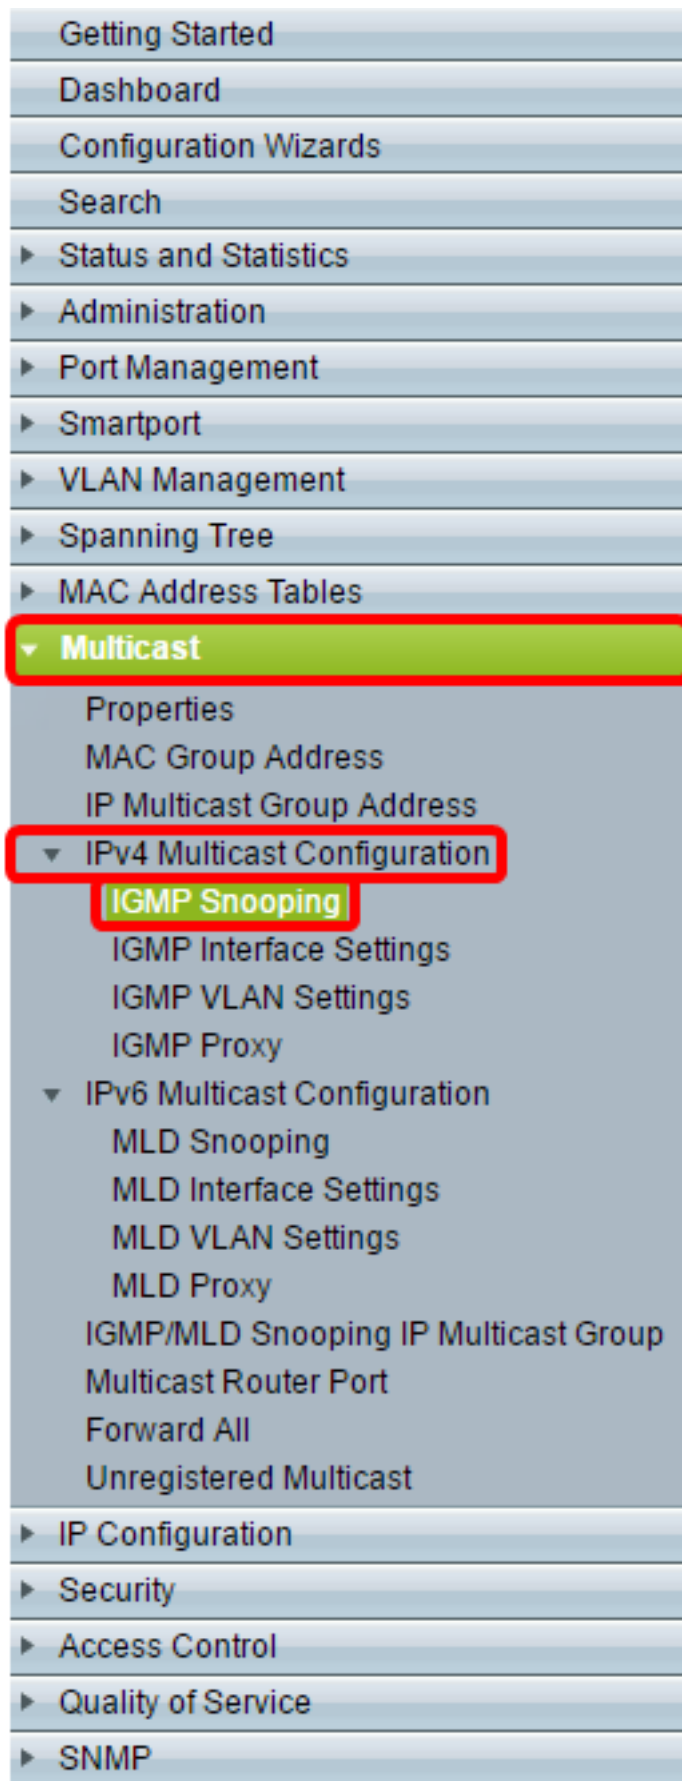 Getting Started
Dashboard
Configuration Wizards
Search
Status and Statistics
Administration
Port Management
Smartport
VLAN Management
Spanning Tree
MAC Address Tables
Multicast
Properties
MAC Group Address
IP Multicast Group Address
IPv4 Multicast Configuration
IGMP Snooping
IGMP Interface Settings
IGMP VLAN Settings
IGMP Proxy
IPv6 Multicast Configuration
MLD Snooping
MLD Interface Settings
MLD VLAN Settings
MLD Proxy
IGMP/MLD Snooping IP Multicast Group
Multicast Router Port
Forward All
Unregistered Multicast
IP Configuration
Security
Access Control
Quality of Service
SNMP